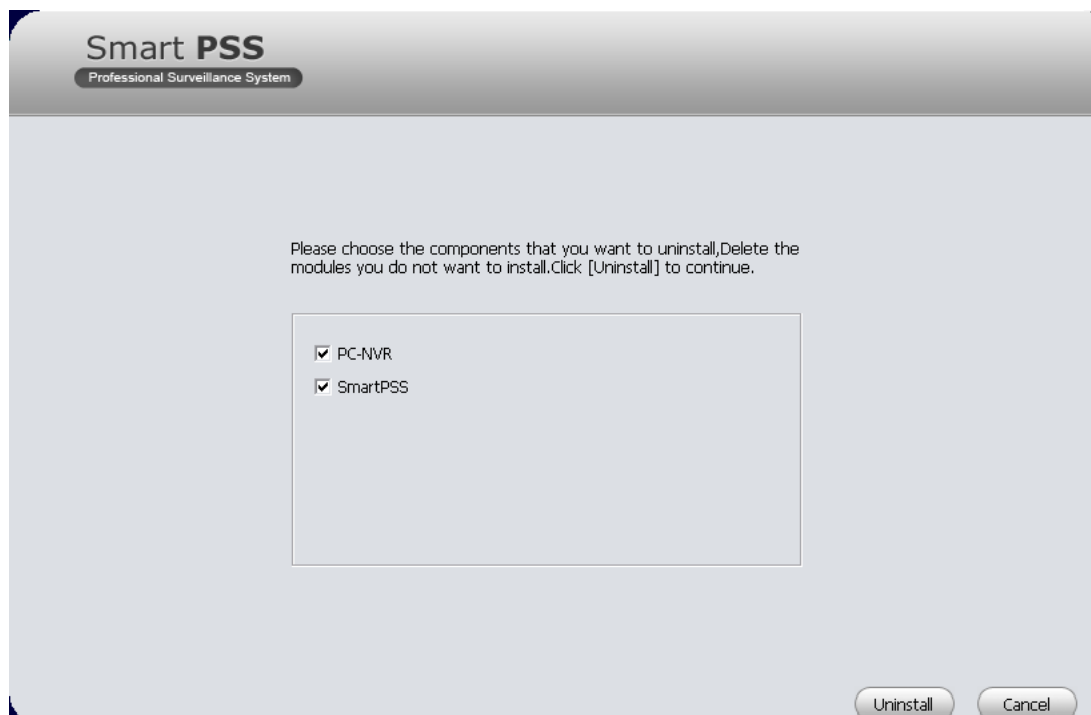 Smart PSS
Professional Surveillance System
Please choose the components that you want to uninstall,Delete the
modules you do not want to install.Click [Uninstall] to continue.
PC-NVR
SmartPSS
Uninstall
Cancel